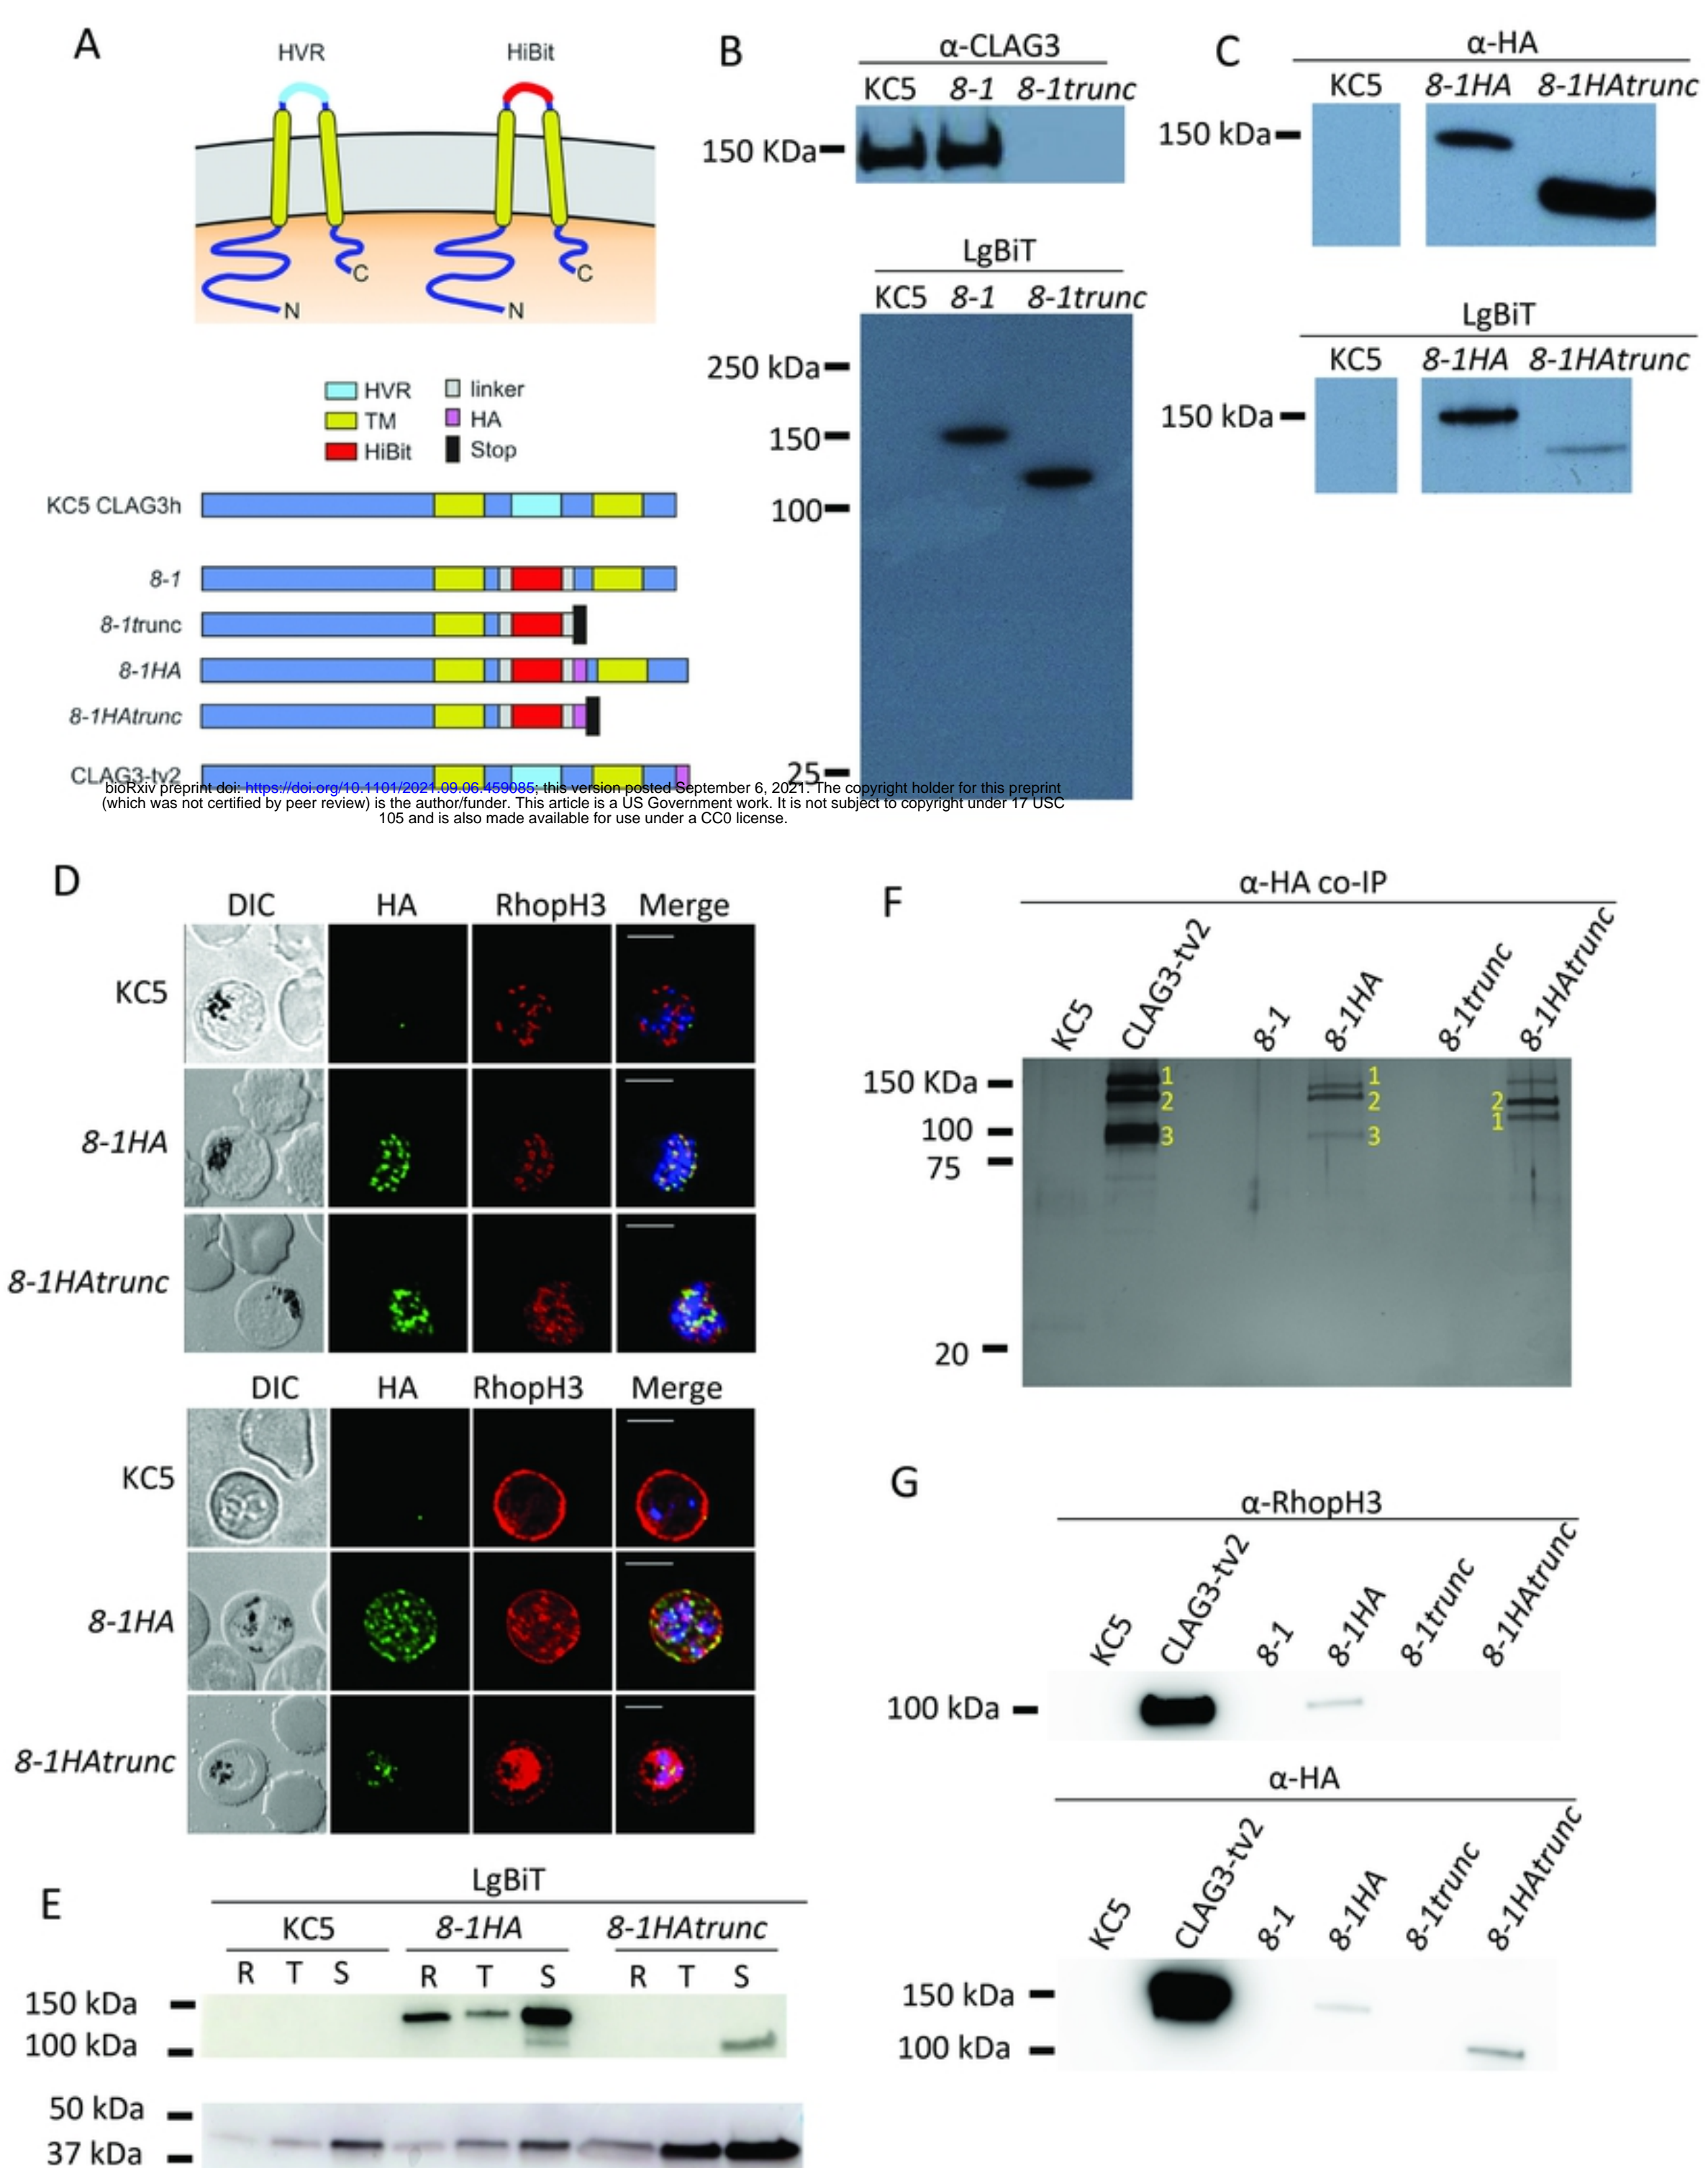 A
HVR
HiBit
C
C
N
N
HVR
linker
TM
HA
HiBit
Stop
KC5 CLAG3h
8-1
8-1trunc
8-1HA
8-1HAtrunc
CLAG3-tv2
B
α-CLAG3
KC5 8-1 8-1trunc
150 KDa
LgBiT
KC5 8-1 8-1trunc
250 kDa
150
100
25
C
α-HA
KC5 8-1HA 8-1HAtrunc
150 kDa
LgBiT
KC5 8-1HA 8-1HAtrunc
150 kDa
bioRxiv preprint doi: https://doi.org/10.1101/2021.09.06.459085; this version posted September 6, 2021. The copyright holder for this preprint
(which was not certified by peer review) is the author/funder. This article is a US Government work. It is not subject to copyright under 17 USC
105 and is also made available for use under a CC0 license.
D
DIC HA RhopH3 Merge
KC5
8-1HA
8-1HAtrunc
DIC HA RhopH3 Merge
KC5
8-1HA
8-1HAtrunc
E
LgBiT
KC5 8-1HA 8-1HAtrunc
R T S R T S R T S
150 kDa
100 kDa
50 kDa
37 kDa
F
α-HA co-IP
KC5 CLAG3-tv2 8-1 8-1HA 8-1trunc 8-1HAtrunc
150 KDa
100
75
20
1 1
2 2 2
1
3 3
G
α-RhopH3
KC5 CLAG3-tv2 8-1 8-1HA 8-1trunc 8-1HAtrunc
100 kDa
α-HA
KC5 CLAG3-tv2 8-1 8-1HA 8-1trunc 8-1HAtrunc
150 kDa
100 kDa